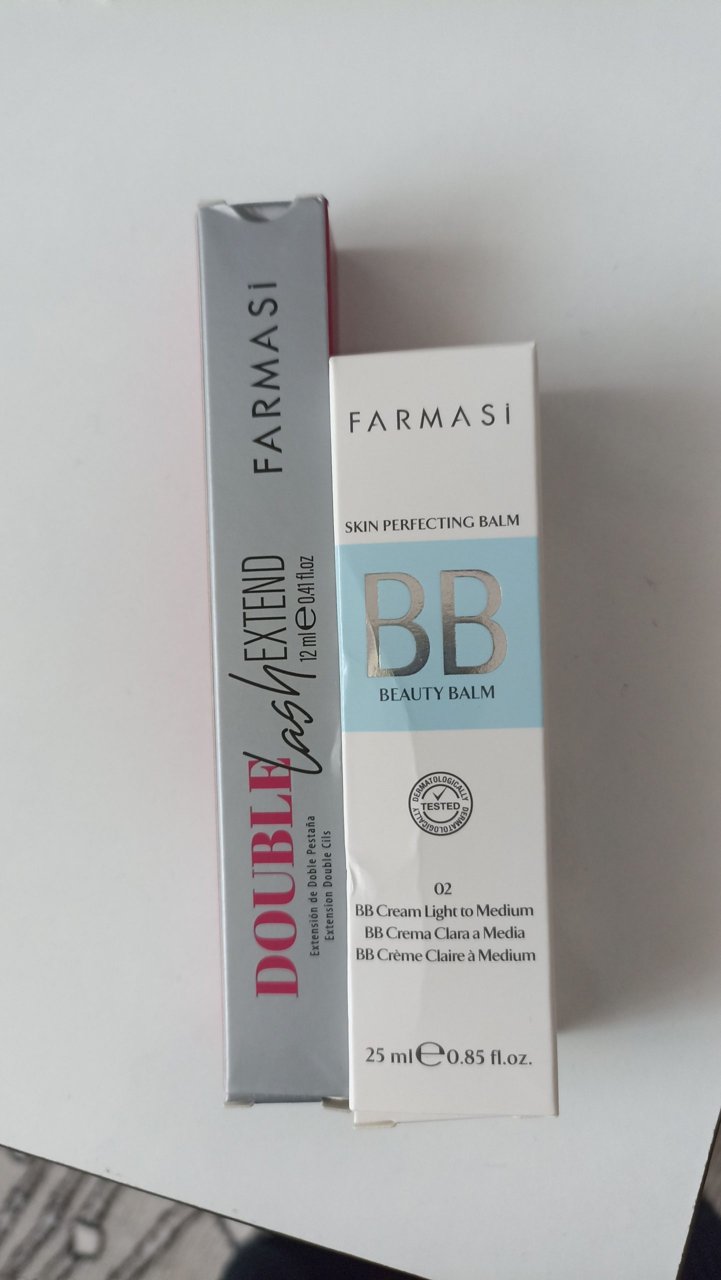 FARMASi
DOUBLE
Lash EXTEND
12 ml e 0.41 fl.oz
Extensión de Doble Pestaña
Extension Double Cils
FARMASi
SKIN PERFECTING BALM
BB
BEAUTY BALM
DERMATOLOGICALLY
TESTED
DERMATOLOGICALLY
02
BB Cream Light to Medium
BB Crema Clara a Media
BB Crème Claire à Medium
25 ml e 0.85 fl.oz.